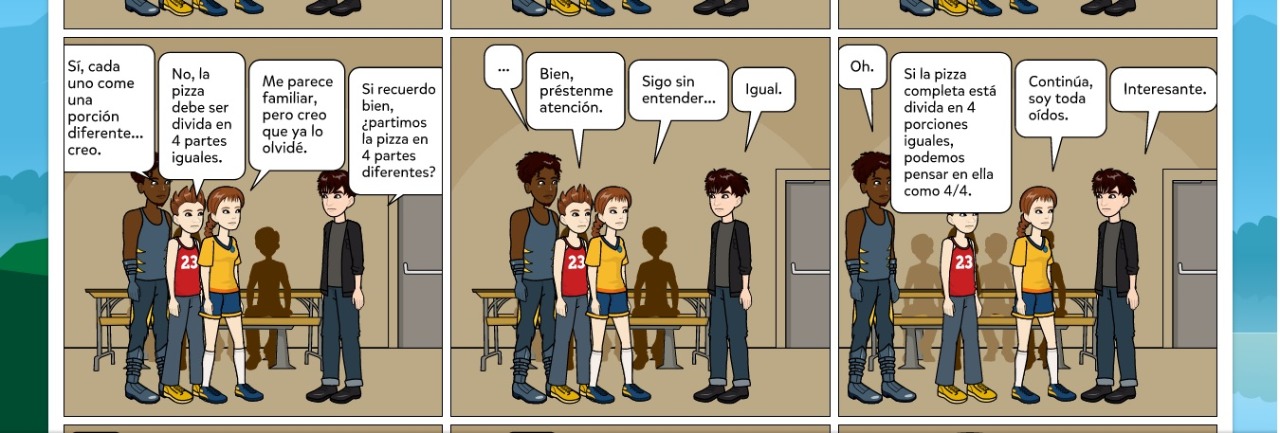 Sí, cada
uno come
una
porción
diferente...
creo.
No, la
pizza
debe ser
divida en
4 partes
iguales.
Me parece
familiar,
pero creo
que ya lo
olvidé.
Si recuerdo
bien,
¿partimos
la pizza en
4 partes
diferentes?
23
...
Bien,
préstenme
atención.
Sigo sin
entender...
Igual.
23
Oh.
Si la pizza
completa está
divida en 4
porciones
iguales,
podemos
pensar en ella
como 4/4.
Continúa,
soy toda
oídos.
Interesante.
23